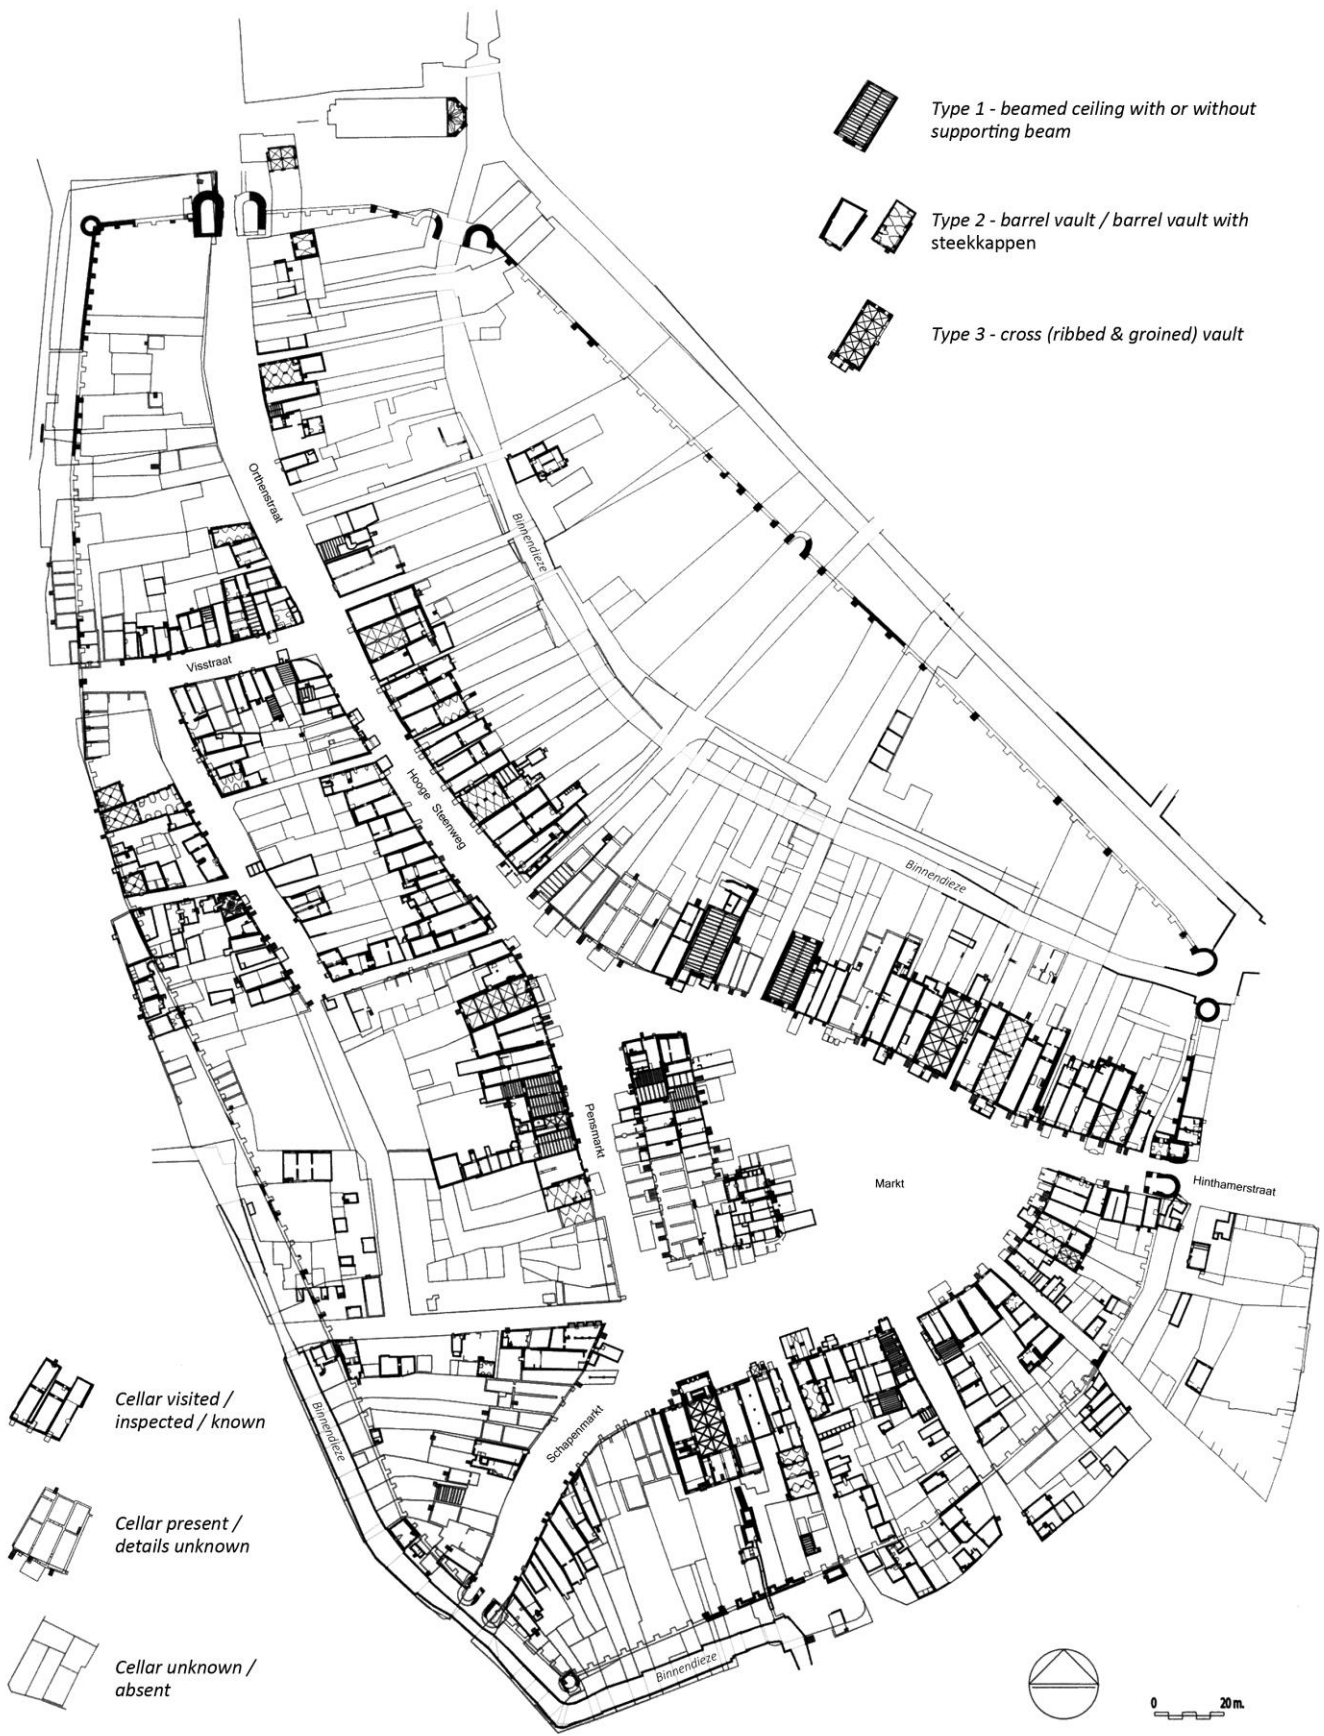 Type 1 - beamed ceiling with or without
supporting beam
Type 2 - barrel vault / barrel vault with
steekkappen
Type 3 - cross (ribbed & groined) vault
Orthenstraat
Binnendieze
Visstraat
Hooge Steenweg
Binnendieze
Pensmarkt
Markt
Hinthamerstraat
Cellar visited /
inspected / known
Binnendieze
Schapenmarkt
Cellar present /
details unknown
Cellar unknown /
absent
Binnendieze
0 20 m.